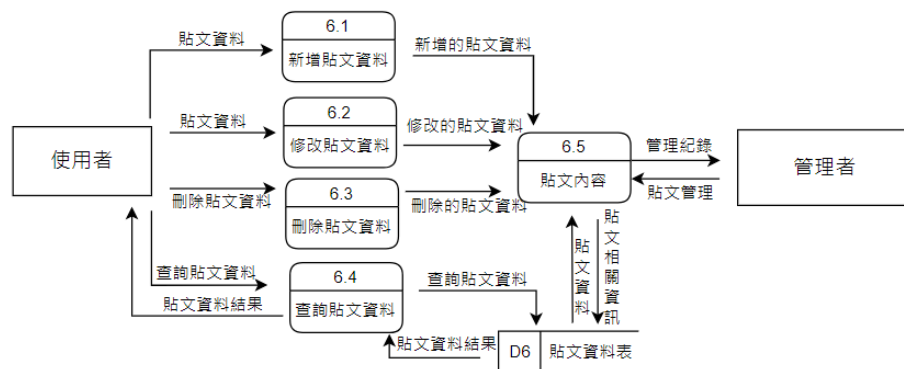 6.1
貼文資料
新增的貼文資料
新增貼文資料
6.2
貼文資料
修改的貼文資料
修改貼文資料
使用者
6.5
管理紀錄
管理者
貼文內容
6.3
刪除貼文資料
刪除的貼文資料
貼文管理
刪除貼文資料
貼文資料
貼文相關資訊
6.4
查詢貼文資料
查詢貼文資料
貼文資料結果
查詢貼文資料
貼文資料結果
D6
貼文資料表